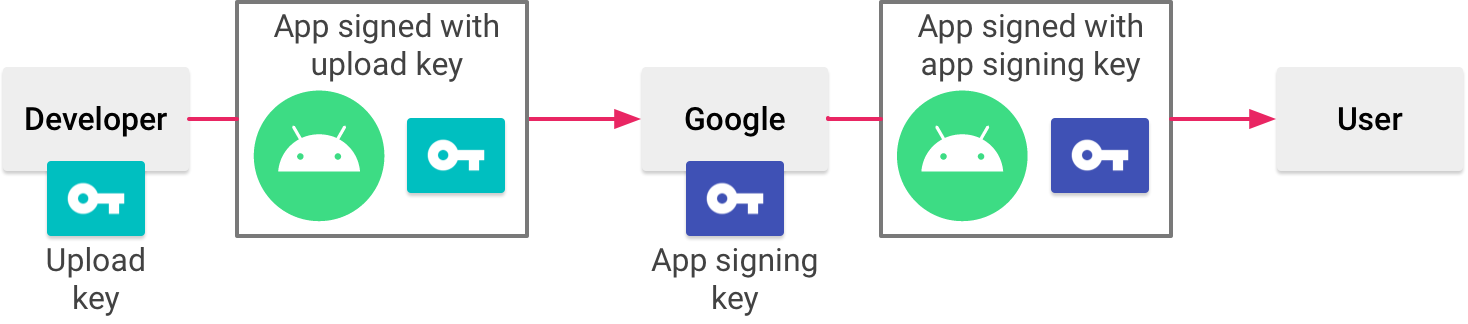 Developer
Upload
key
App signed with
upload key
Google
App signing
key
App signed with
app signing key
User